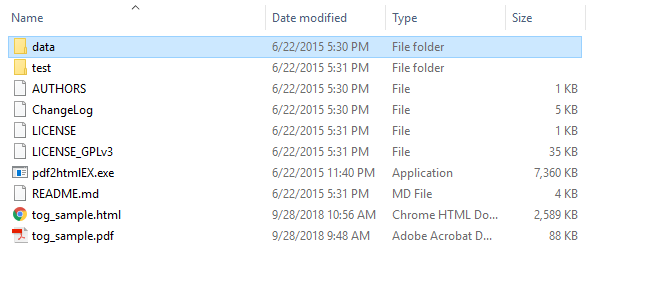 Name Date modified Type Size
data 6/22/2015 5:30 PM File folder
test 6/22/2015 5:31 PM File folder
AUTHORS 6/22/2015 5:30 PM File 1 KB
ChangeLog 6/22/2015 5:30 PM File 5 KB
LICENSE 6/22/2015 5:31 PM File 1 KB
LICENSE_GPLv3 6/22/2015 5:31 PM File 35 KB
pdf2htmlEX.exe 6/22/2015 11:40 PM Application 7,360 KB
README.md 6/22/2015 5:31 PM MD File 4 KB
tog_sample.html 9/28/2018 10:56 AM Chrome HTML Do... 2,589 KB
tog_sample.pdf 9/28/2018 9:48 AM Adobe Acrobat D... 88 KB